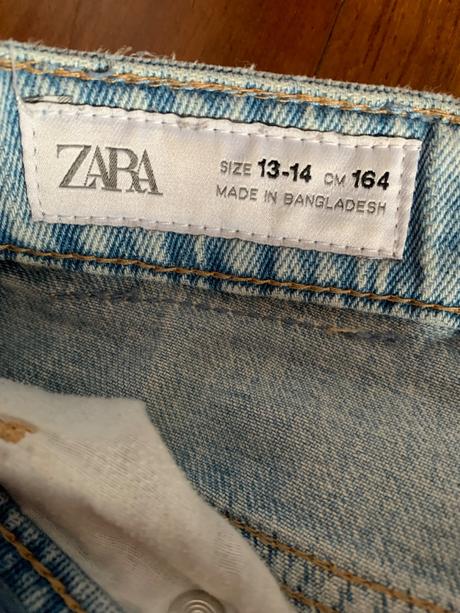 ZARA
SIZE 13-14 CM 164
MADE IN BANGLADESH